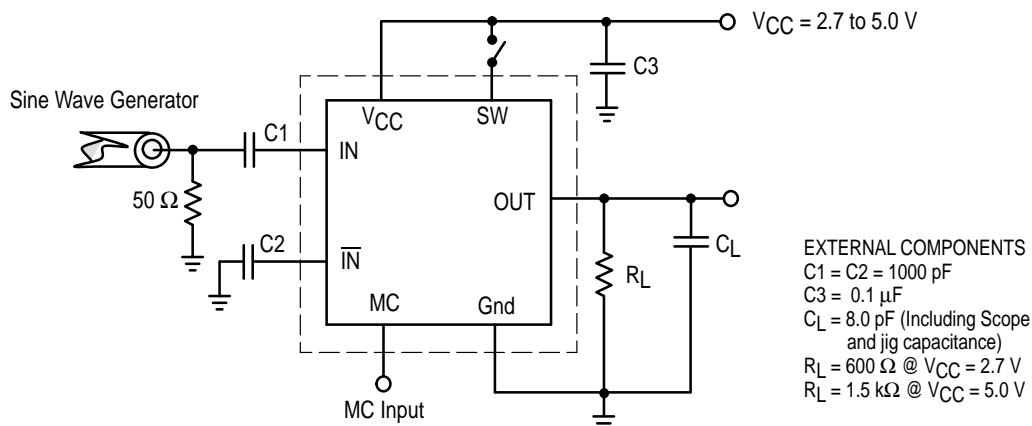 VCC = 2.7 to 5.0 V
C3
Sine Wave Generator
C1
VCC
SW
IN
50 Ω
OUT
C2
IN
CL
RL
MC
Gnd
MC Input
EXTERNAL COMPONENTS
C1 = C2 = 1000 pF
C3 = 0.1 μF
CL = 8.0 pF (Including Scope
and jig capacitance)
RL = 600 Ω @ VCC = 2.7 V
RL = 1.5 kΩ @ VCC = 5.0 V